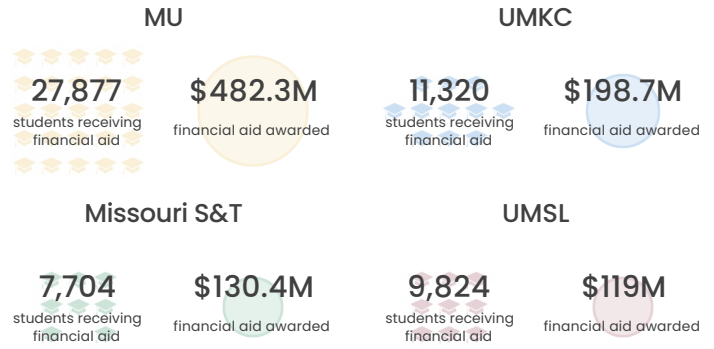 MU
27,877
students receiving
financial aid
$482.3M
financial aid awarded
UMKC
11,320
students receiving
financial aid
$198.7M
financial aid awarded
Missouri S&T
7,704
students receiving
financial aid
$130.4M
financial aid awarded
UMSL
9,824
students receiving
financial aid
$119M
financial aid awarded